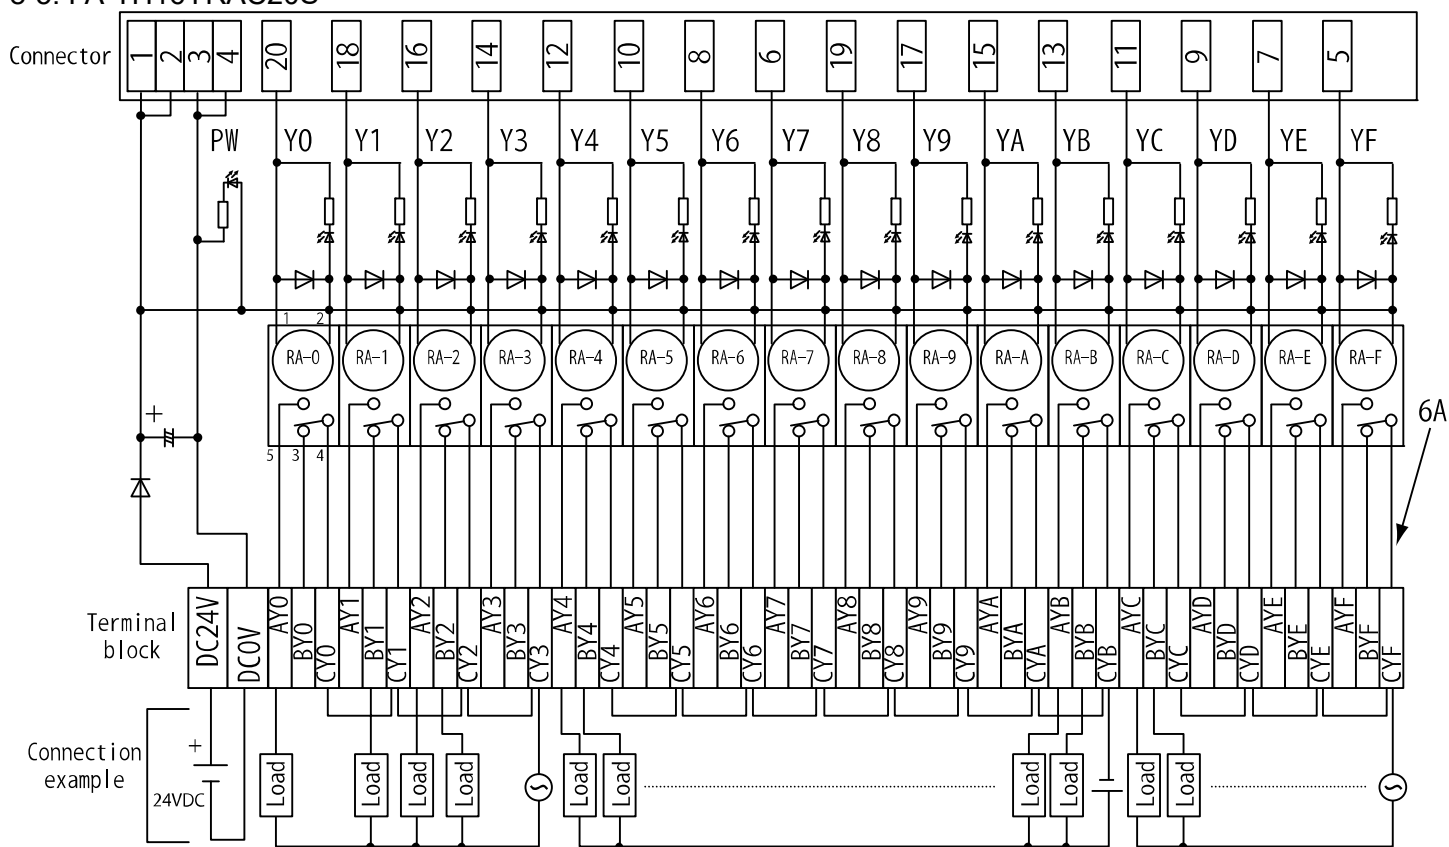 Connector
1 2 3 4 20 18 16 14 12 10 8 6 19 17 15 13 11 9 7 5
PW Y0 Y1 Y2 Y3 Y4 Y5 Y6 Y7 Y8 Y9 YA YB YC YD YE YF
1 2
RA-0 RA-1 RA-2 RA-3 RA-4 RA-5 RA-6 RA-7 RA-8 RA-9 RA-A RA-B RA-C RA-D RA-E RA-F
+
6A
5 3 4
Terminal
block
DC24V DC0V AY0 BY0 CY0 AY1 BY1 CY1 AY2 BY2 CY2 AY3 BY3 CY3 AY4 BY4 CY4 AY5 BY5 CY5 AY6 BY6 CY6 AY7 BY7 CY7 AY8 BY8 CY8 AY9 BY9 CY9 AYA BYA CYA AYB BYB CYB AYC BYC CYC AYD BYD CYD AYE BYE CYE AYF BYF CYF
Connection
example
+
24VDC
Load Load Load Load Load Load Load Load Load Load